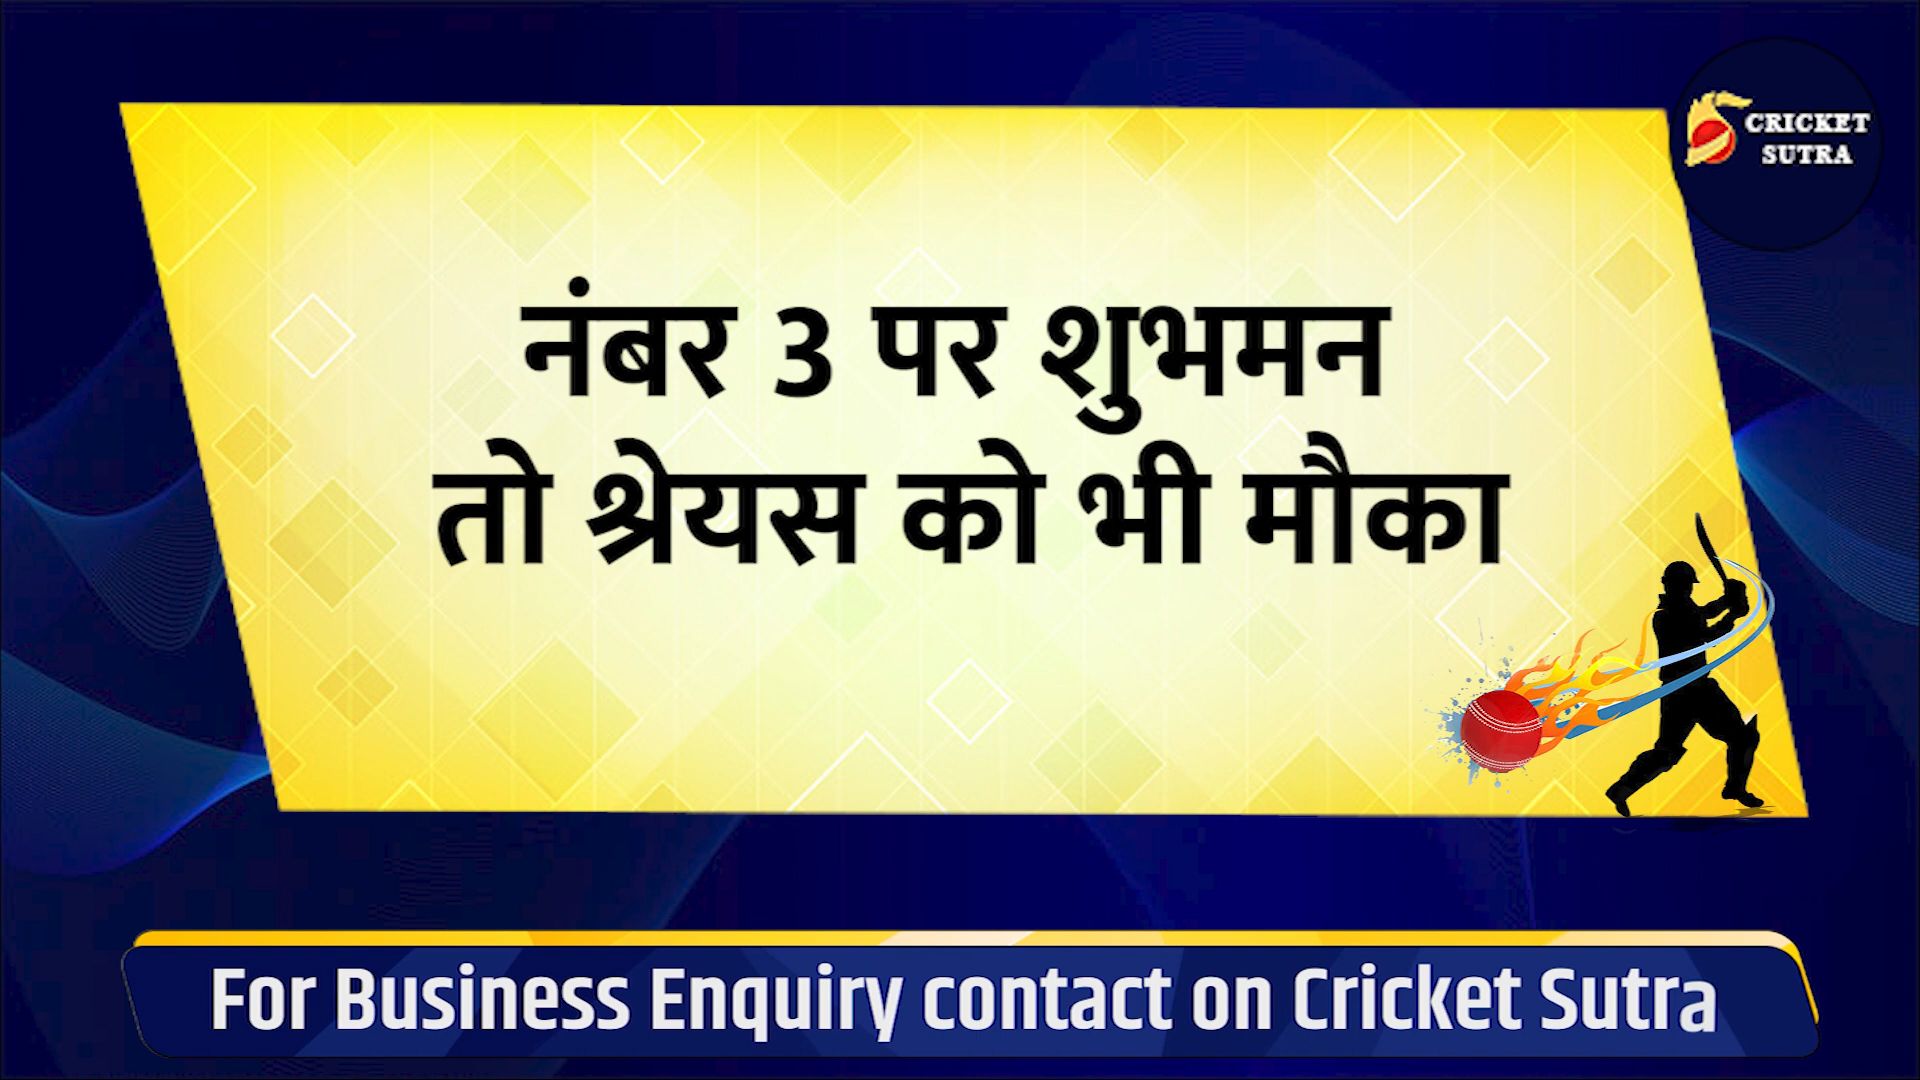 CRICKET
SUTRA
नंबर 3 पर शुभमन
तो श्रेयस को भी मौका
For Business Enquiry contact on Cricket Sutra